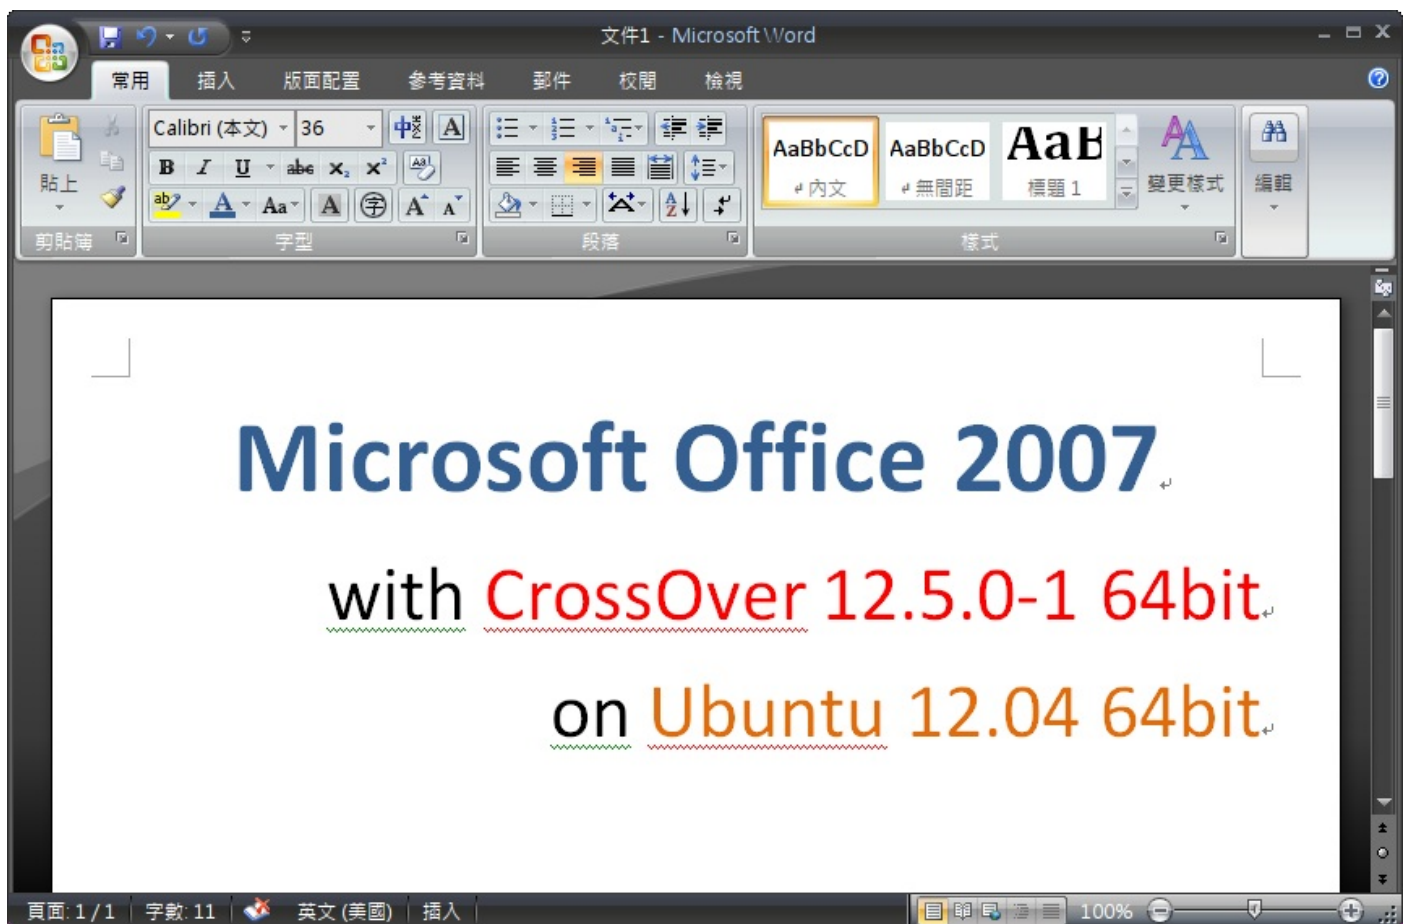 文件1 - Microsoft Word
常用 插入 版面配置 參考資料 郵件 校閱 檢視
貼上
剪貼簿
Calibri (本文) 36
字型
段落
AaBbCcD AaBbCcD AaB
內文 無間距 標題 1
變更樣式
樣式
編輯
Microsoft Office 2007
with CrossOver 12.5.0-1 64bit
on Ubuntu 12.04 64bit
頁面: 1 / 1 字數: 11 英文 (美國) 插入 100%